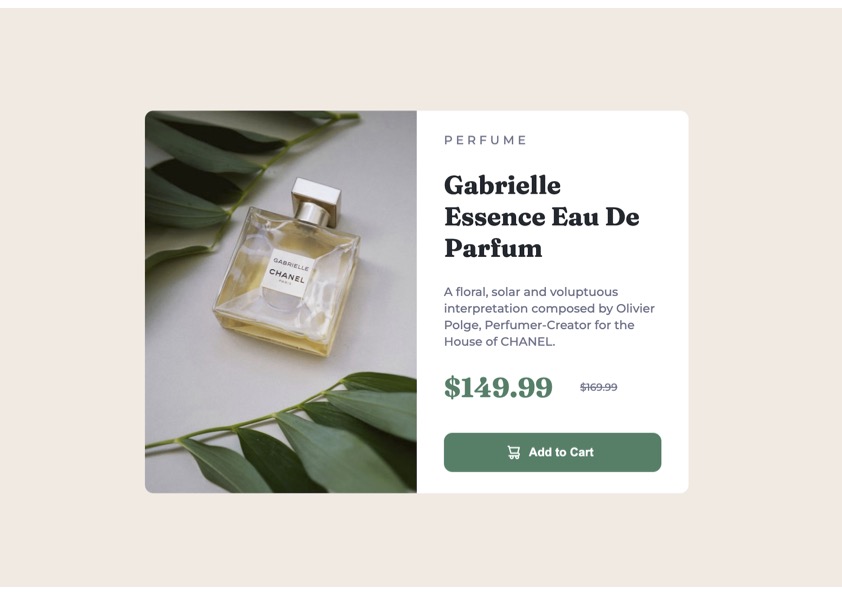 GABRIELLE
CHANEL
PARIS
PERFUME
Gabrielle
Essence Eau De
Parfum
A floral, solar and voluptuous
interpretation composed by Olivier
Polge, Perfumer-Creator for the
House of CHANEL.
$149.99 $169.99
Add to Cart